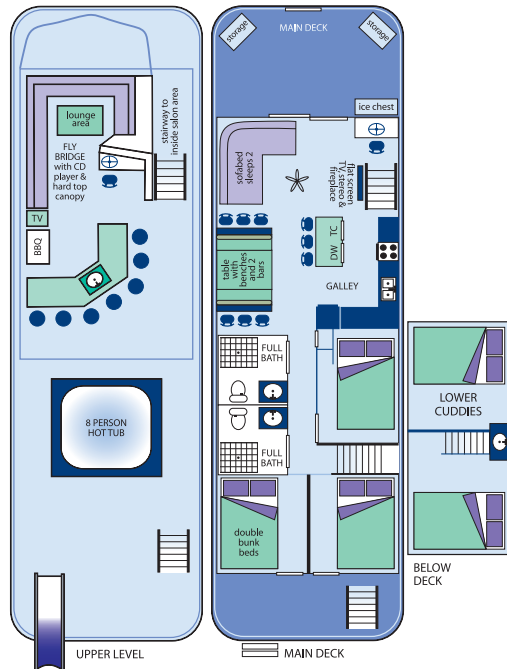 lounge
area
FLY
BRIDGE
with CD
player &
hard top
canopy
stairway to
inside salon area
TV
BBQ
8 PERSON
HOT TUB
UPPER LEVEL
MAIN DECK
storage
storage
ice chest
sofabed
sleeps 2
flat screen
TV, stereo &
fireplace
table
with
benches
and 2
bars
DW TC
GALLEY
FULL
BATH
FULL
BATH
double
bunk
beds
MAIN DECK
LOWER
CUDDIES
BELOW
DECK